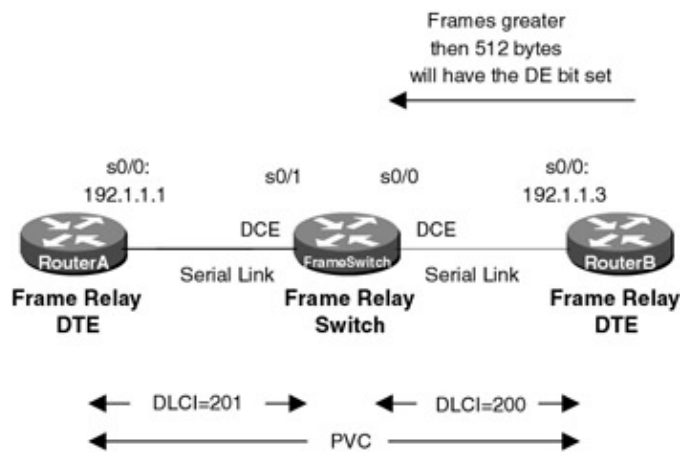 Frames greater
then 512 bytes
will have the DE bit set
s0/0:
192.1.1.1
s0/1
s0/0
s0/0:
192.1.1.3
DCE
DCE
RouterA
FrameSwitch
RouterB
Serial Link
Serial Link
Frame Relay
DTE
Frame Relay
Switch
Frame Relay
DTE
DLCI=201
DLCI=200
PVC